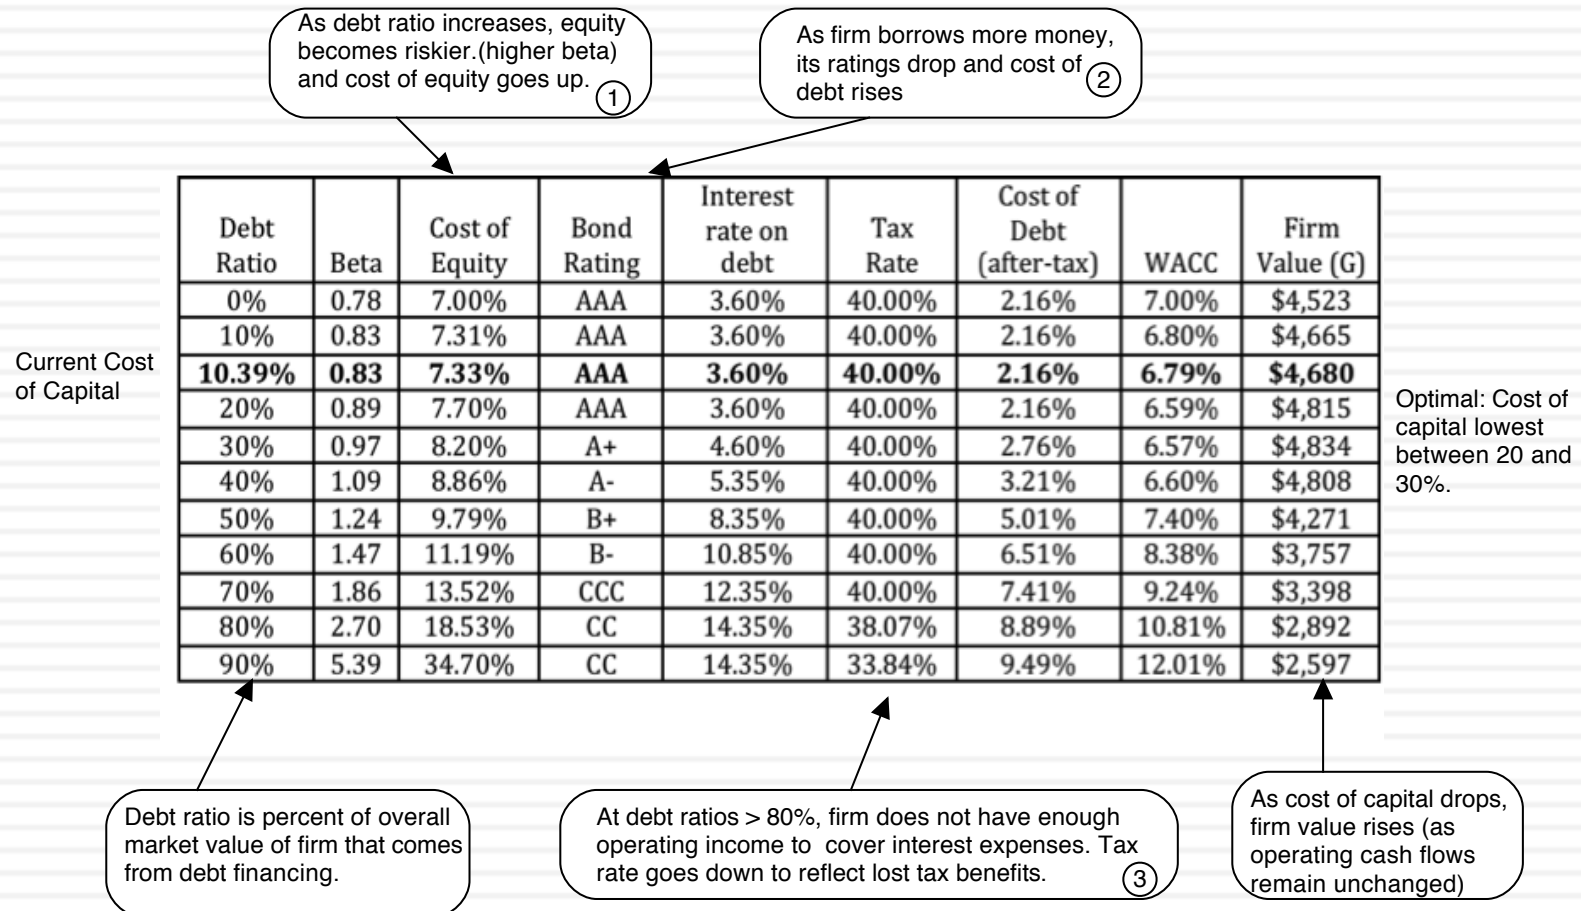 As debt ratio increases, equity
becomes riskier.(higher beta)
and cost of equity goes up.
1
As firm borrows more money,
its ratings drop and cost of
debt rises
2
Debt Ratio Beta Cost of Equity Bond Rating Interest rate on debt Tax Rate Cost of Debt (after-tax) WACC Firm Value (G)
0% 0.78 7.00% AAA 3.60% 40.00% 2.16% 7.00% $4,523
10% 0.83 7.31% AAA 3.60% 40.00% 2.16% 6.80% $4,665
Current Cost
of Capital
10.39% 0.83 7.33% AAA 3.60% 40.00% 2.16% 6.79% $4,680
20% 0.89 7.70% AAA 3.60% 40.00% 2.16% 6.59% $4,815
30% 0.97 8.20% A+ 4.60% 40.00% 2.76% 6.57% $4,834
40% 1.09 8.86% A- 5.35% 40.00% 3.21% 6.60% $4,808
50% 1.24 9.79% B+ 8.35% 40.00% 5.01% 7.40% $4,271
60% 1.47 11.19% B- 10.85% 40.00% 6.51% 8.38% $3,757
70% 1.86 13.52% CCC 12.35% 40.00% 7.41% 9.24% $3,398
80% 2.70 18.53% CC 14.35% 38.07% 8.89% 10.81% $2,892
90% 5.39 34.70% CC 14.35% 33.84% 9.49% 12.01% $2,597
Optimal: Cost of
capital lowest
between 20 and
30%.
Debt ratio is percent of overall
market value of firm that comes
from debt financing.
At debt ratios > 80%, firm does not have enough
operating income to cover interest expenses. Tax
rate goes down to reflect lost tax benefits.
3
As cost of capital drops,
firm value rises (as
operating cash flows
remain unchanged)